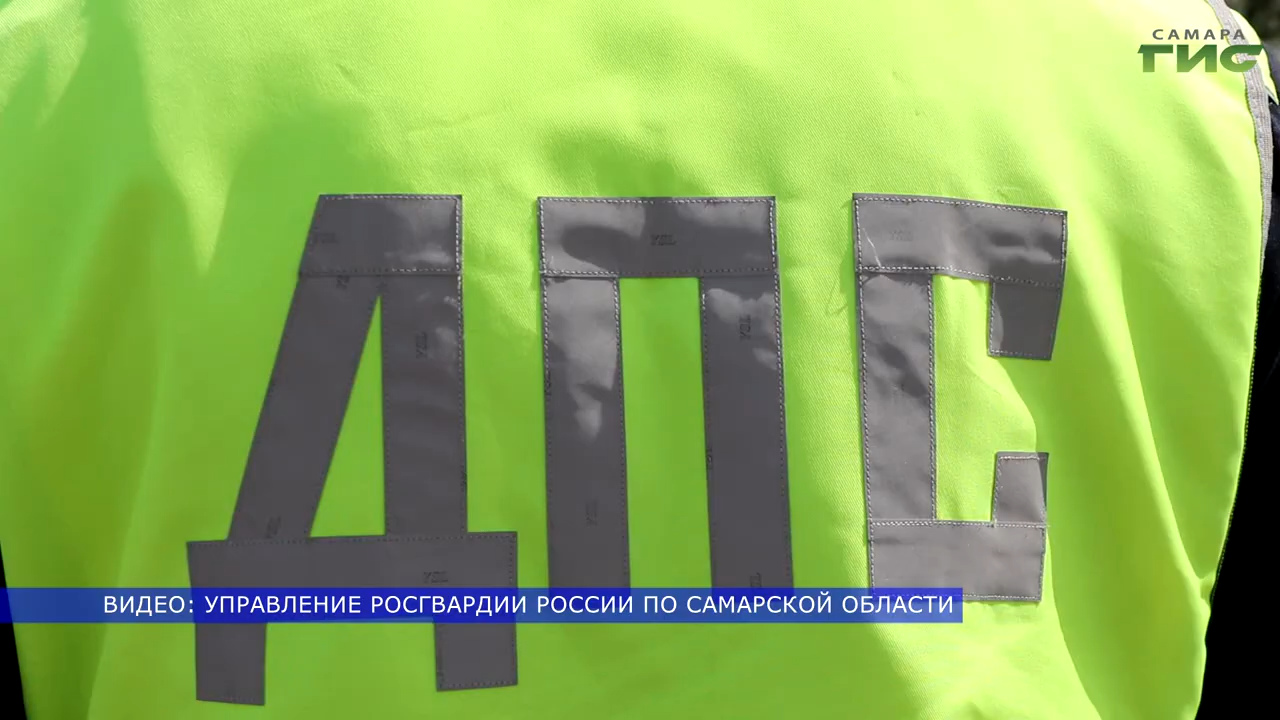 САМАРА
ГИС
ДПС
ВИДЕО: УПРАВЛЕНИЕ РОСГВАРДИИ РОССИИ ПО САМАРСКОЙ ОБЛАСТИ